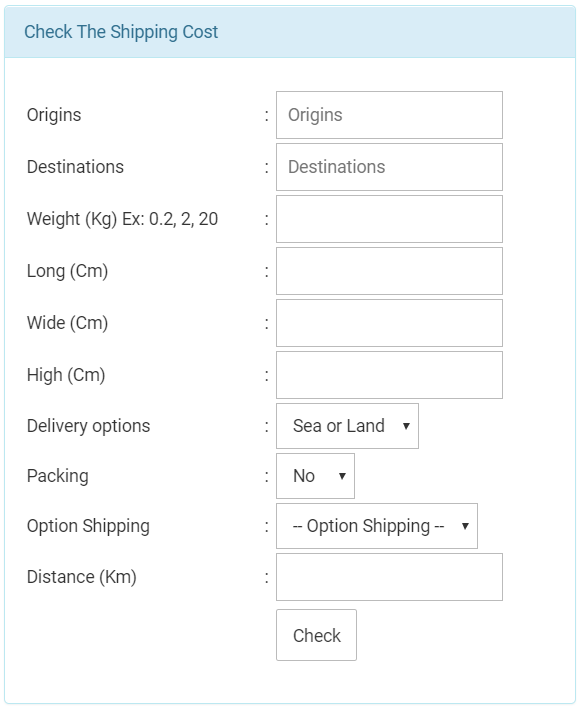 Check The Shipping Cost
Origins : Origins
Destinations : Destinations
Weight (Kg) Ex: 0.2, 2, 20 :
Long (Cm) :
Wide (Cm) :
High (Cm) :
Delivery options : Sea or Land
Packing : No
Option Shipping : -- Option Shipping --
Distance (Km) :
Check